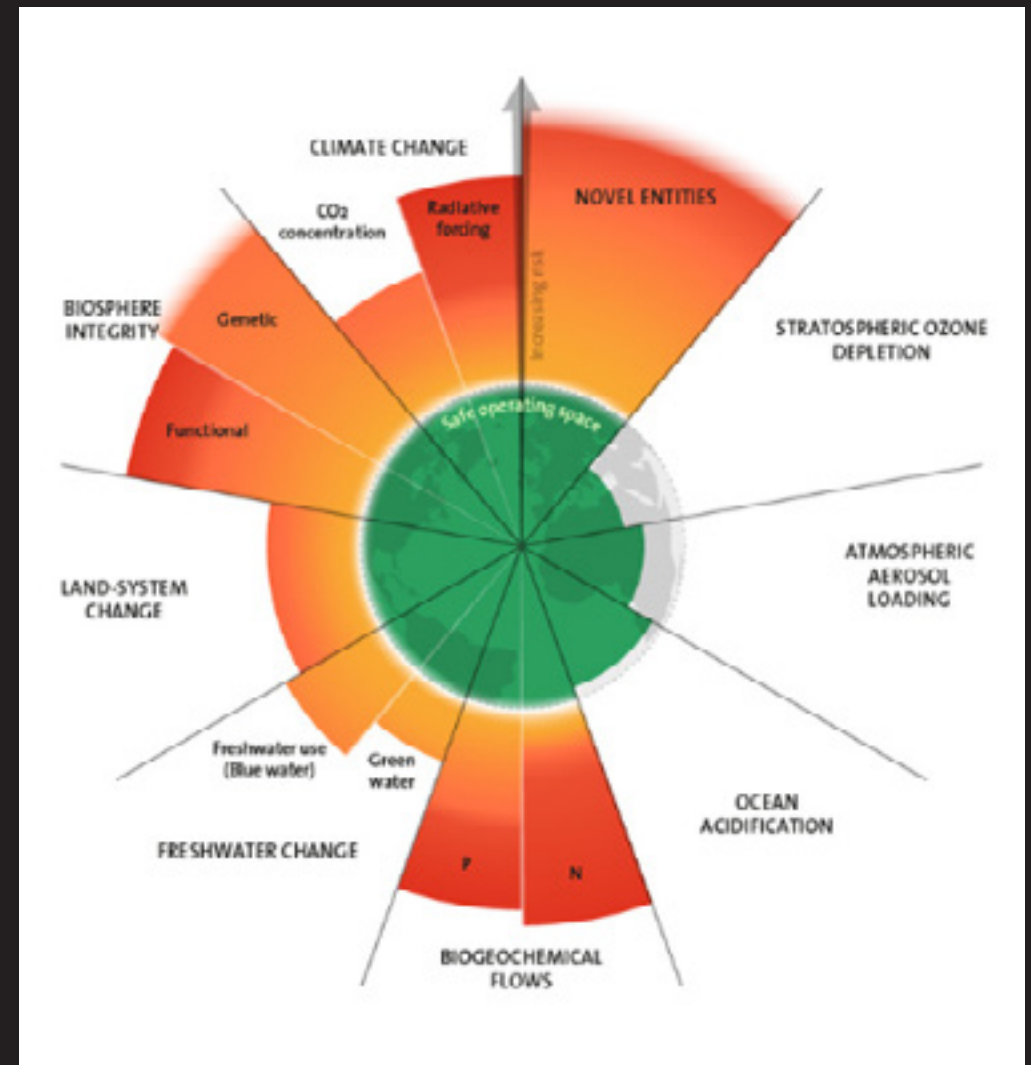 CLIMATE CHANGE
CO2
concentration
Radiative
forcing
NOVEL ENTITIES
Increasing risk
BIOSPHERE
INTEGRITY
Genetic
Functional
STRATOSPHERIC OZONE
DEPLETION
Safe operating space
ATMOSPHERIC
AEROSOL
LOADING
LAND-SYSTEM
CHANGE
Freshwater use
(Blue water)
Green
water
FRESHWATER CHANGE
OCEAN
ACIDIFICATION
P
N
BIOGEOCHEMICAL
FLOWS